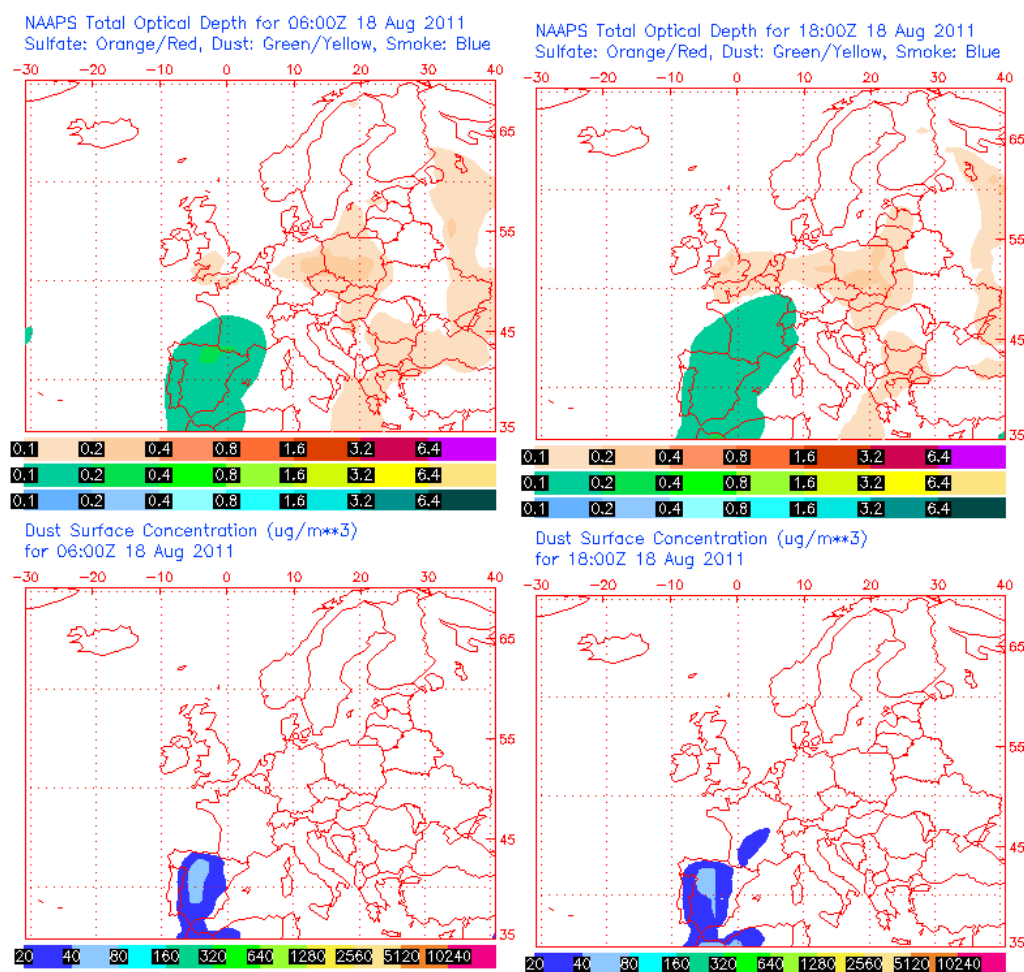 NAAPS Total Optical Depth for 06:00Z 18 Aug 2011
Sulfate: Orange/Red, Dust: Green/Yellow, Smoke: Blue
-30 -20 -10 0 10 20 30 40
65
55
45
35
0.1 0.2 0.4 0.8 1.6 3.2 6.4
0.1 0.2 0.4 0.8 1.6 3.2 6.4
0.1 0.2 0.4 0.8 1.6 3.2 6.4
NAAPS Total Optical Depth for 18:00Z 18 Aug 2011
Sulfate: Orange/Red, Dust: Green/Yellow, Smoke: Blue
-30 -20 -10 0 10 20 30 40
65
55
45
35
0.1 0.2 0.4 0.8 1.6 3.2 6.4
0.1 0.2 0.4 0.8 1.6 3.2 6.4
0.1 0.2 0.4 0.8 1.6 3.2 6.4
Dust Surface Concentration (ug/m**3)
for 06:00Z 18 Aug 2011
-30 -20 -10 0 10 20 30 40
65
55
45
35
20 40 80 160 320 640 1280 2560 5120 10240
Dust Surface Concentration (ug/m**3)
for 18:00Z 18 Aug 2011
-30 -20 -10 0 10 20 30 40
65
55
45
35
20 40 80 160 320 640 1280 2560 5120 10240